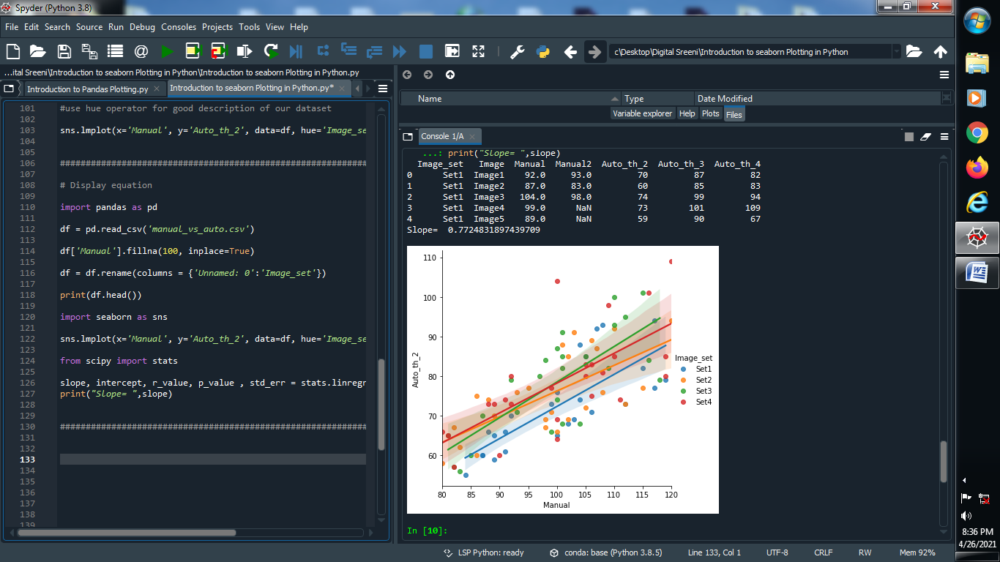 Spyder (Python 3.8)
File Edit Search Source Run Debug Consoles Projects Tools View Help
c\Desktop\Digital Sreeni\Introduction to seaborn Plotting in Python
...ital Sreeni\Introduction to seaborn Plotting in Python\Introduction to seaborn Plotting in Python.py
Introduction to Pandas Plotting.py
Introduction to seaborn Plotting in Python.py*
101 #use hue operator for good description of our dataset
102
103 sns.lmplot(x='Manual', y='Auto_th_2', data=df, hue='Image_se
104
105
106 ############################################################
107
108 # Display equation
109
110 import pandas as pd
111
112 df = pd.read_csv('manual_vs_auto.csv')
113
114 df['Manual'].fillna(100, inplace=True)
115
116 df = df.rename(columns = {'Unnamed: 0':'Image_set'})
117
118 print(df.head())
119
120 import seaborn as sns
121
122 sns.lmplot(x='Manual', y='Auto_th_2', data=df, hue='Image_se
123
124 from scipy import stats
125
126 slope, intercept, r_value, p_value , std_err = stats.linregr
127 print("Slope= ",slope)
128
129
130 ############################################################
131
132
133
134
135
136
137
138
139
Name Type Date Modified
Variable explorer Help Plots Files
Console 1/A
...: print("Slope= ",slope)
Image_set Image Manual Manual2 Auto_th_2 Auto_th_3 Auto_th_4
0 Set1 Image1 92.0 93.0 70 87 82
1 Set1 Image2 87.0 83.0 60 85 83
2 Set1 Image3 104.0 98.0 74 99 94
3 Set1 Image4 99.0 NaN 73 101 109
4 Set1 Image5 89.0 NaN 59 90 67
Slope= 0.7724831897439709
110
100
90
80
70
60
Auto_th_2
80 85 90 95 100 105 110 115 120
Manual
Image_set
Set1
Set2
Set3
Set4
In [10]:
LSP Python: ready conda: base (Python 3.8.5) Line 133, Col 1 UTF-8 CRLF RW Mem 92%
8:36 PM
4/26/2021